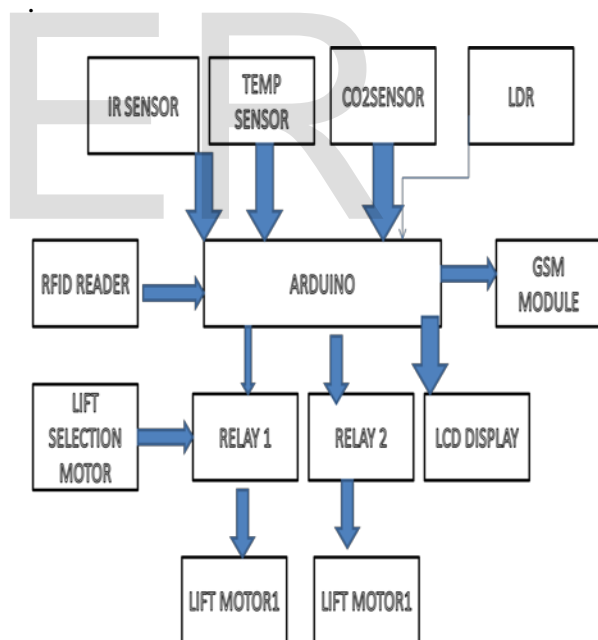 ER
IR SENSOR
TEMP
SENSOR
CO2SENSOR
LDR
RFID READER
ARDUINO
GSM
MODULE
LIFT
SELECTION
MOTOR
RELAY 1
RELAY 2
LCD DISPLAY
LIFT MOTOR1
LIFT MOTOR1